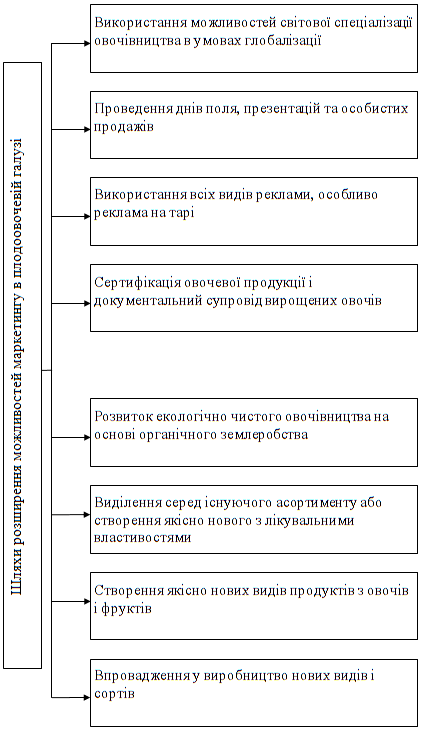 Шляхи розширення можливостей маркетингу в плодоовочевій галузі
Використання можливостей світової спеціалізації
овочівництва в умовах глобалізації
Проведення днів поля, презентацій та особистих
продажів
Використання всіх видів реклами, особливо
реклама на тарі
Сертифікація овочевої продукції і
документальний супровід вирощених овочів
Розвиток екологічно чистого овочівництва на
основі органічного землеробства
Виділення серед існуючого асортименту або
створення якісно нового з лікувальними
властивостями
Створення якісно нових видів продуктів з овочів
і фруктів
Впровадження у виробництво нових видів і
сортів